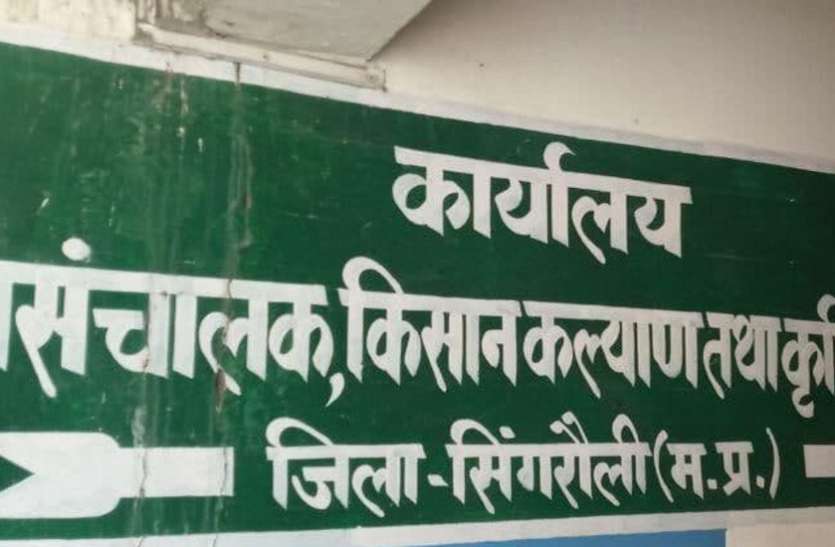 कार्यालय
संचालक, किसान कल्याण तथा
जिला - सिंगरौली (म.प्र.)